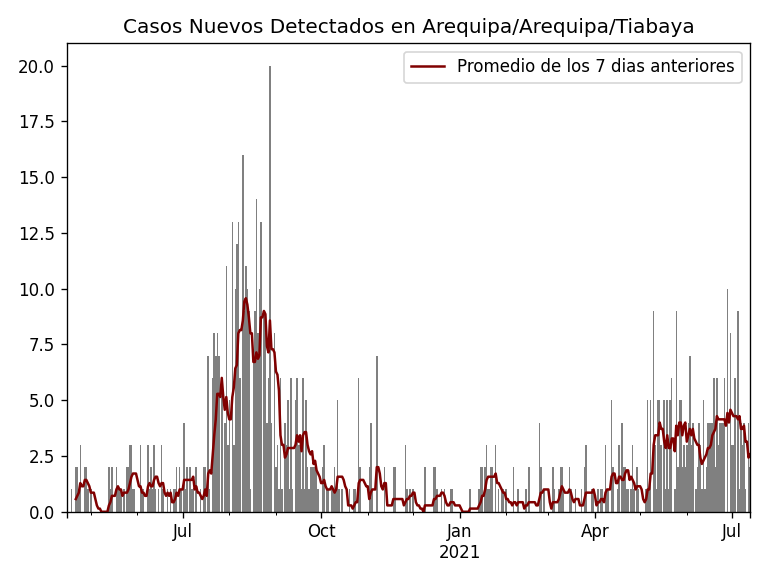 Casos Nuevos Detectados en Arequipa/Arequipa/Tiabaya
Promedio de los 7 dias anteriores
20.0
17.5
15.0
12.5
10.0
7.5
5.0
2.5
0.0
Jul
Oct
Jan
2021
Apr
Jul